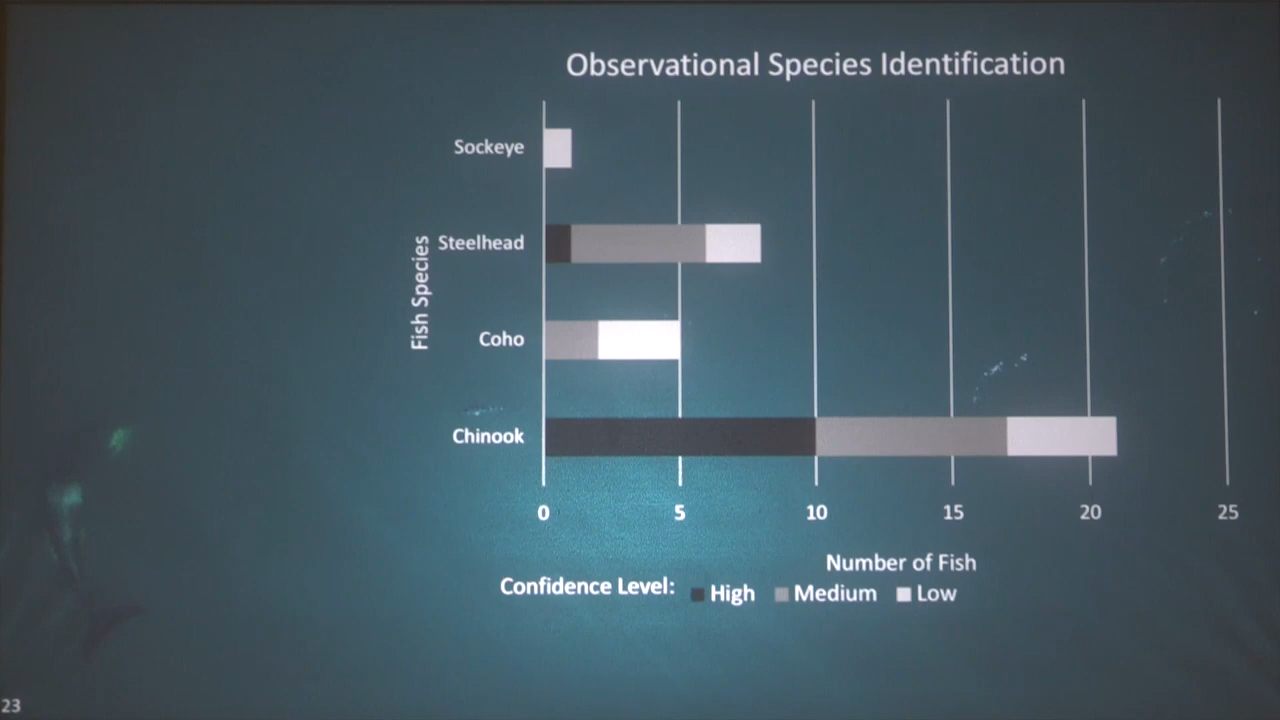 Observational Species Identification
Sockeye
Steelhead
Coho
Chinook
Fish Species
0 5 10 15 20 25
Number of Fish
Confidence Level: High Medium Low
23